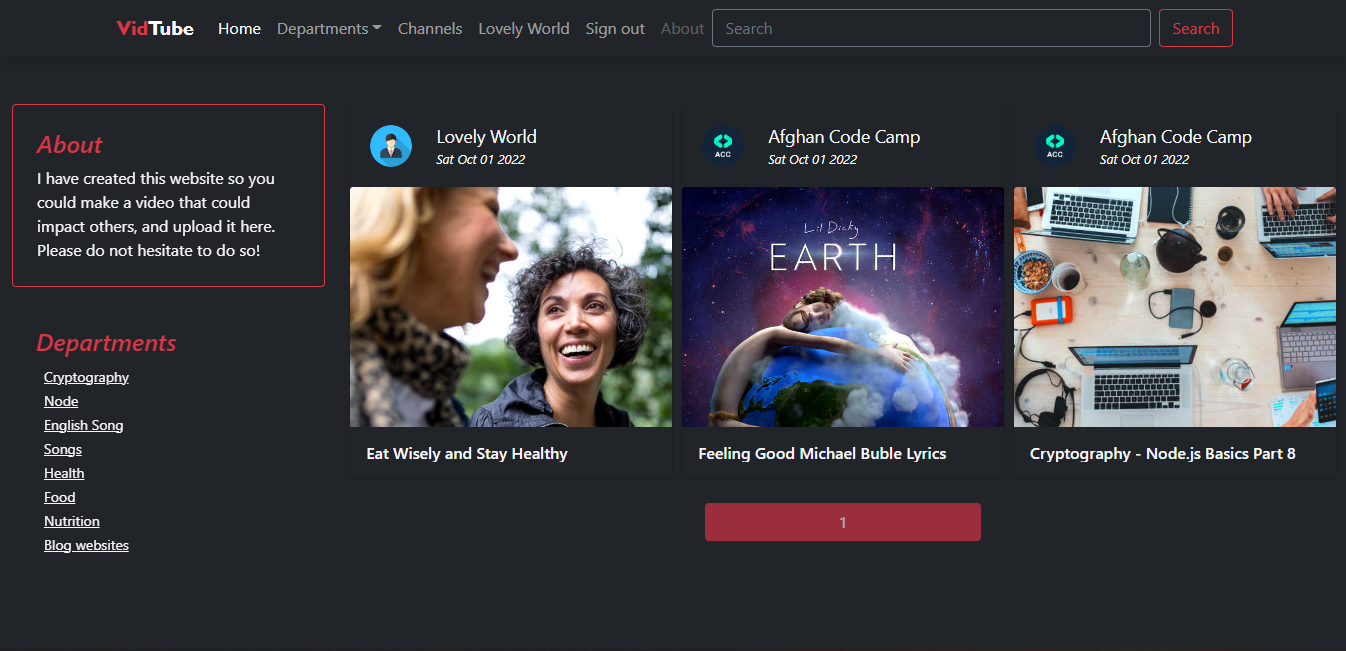 VidTube Home Departments Channels Lovely World Sign out About Search Search
About
I have created this website so you
could make a video that could
impact others, and upload it here.
Please do not hesitate to do so!
Departments
Cryptography
Node
English Song
Songs
Health
Food
Nutrition
Blog websites
Lovely World
Sat Oct 01 2022
Eat Wisely and Stay Healthy
ACC
Afghan Code Camp
Sat Oct 01 2022
Lil Dicky
EARTH
Feeling Good Michael Buble Lyrics
ACC
Afghan Code Camp
Sat Oct 01 2022
Cryptography - Node.js Basics Part 8
1